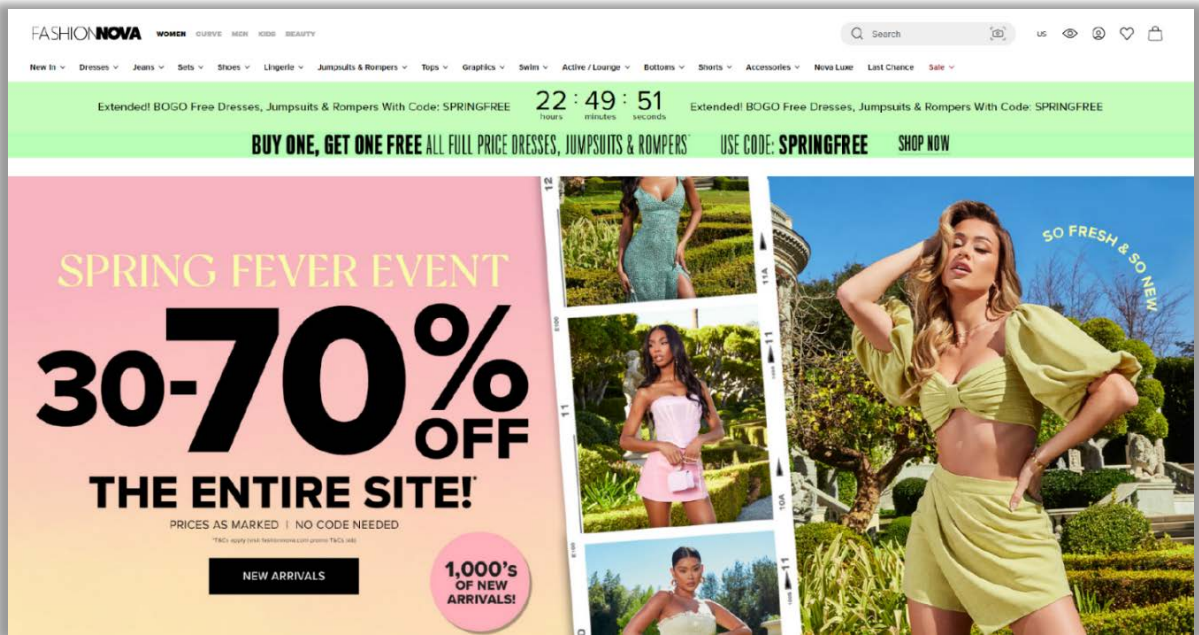 FASHIONNOVA WOMEN CURVE MEN KIDS BEAUTY
Search
US
New In Dresses Jeans Sets Shoes Lingerie Jumpsuits & Rompers Tops Graphics Swim Active / Lounge Bottoms Shorts Accessories Nova Luxe Last Chance Sale
Extended! BOGO Free Dresses, Jumpsuits & Rompers With Code: SPRINGFREE
22 : 49 : 51
hours minutes seconds
Extended! BOGO Free Dresses, Jumpsuits & Rompers With Code: SPRINGFREE
BUY ONE, GET ONE FREE ALL FULL PRICE DRESSES, JUMPSUITS & ROMPERS* USE CODE: SPRINGFREE SHOP NOW
SPRING FEVER EVENT
30-70% OFF
THE ENTIRE SITE!*
PRICES AS MARKED | NO CODE NEEDED
NEW ARRIVALS
1,000's
OF NEW
ARRIVALS!
12
11A
11
11
10A
11
SO FRESH & SO NEW